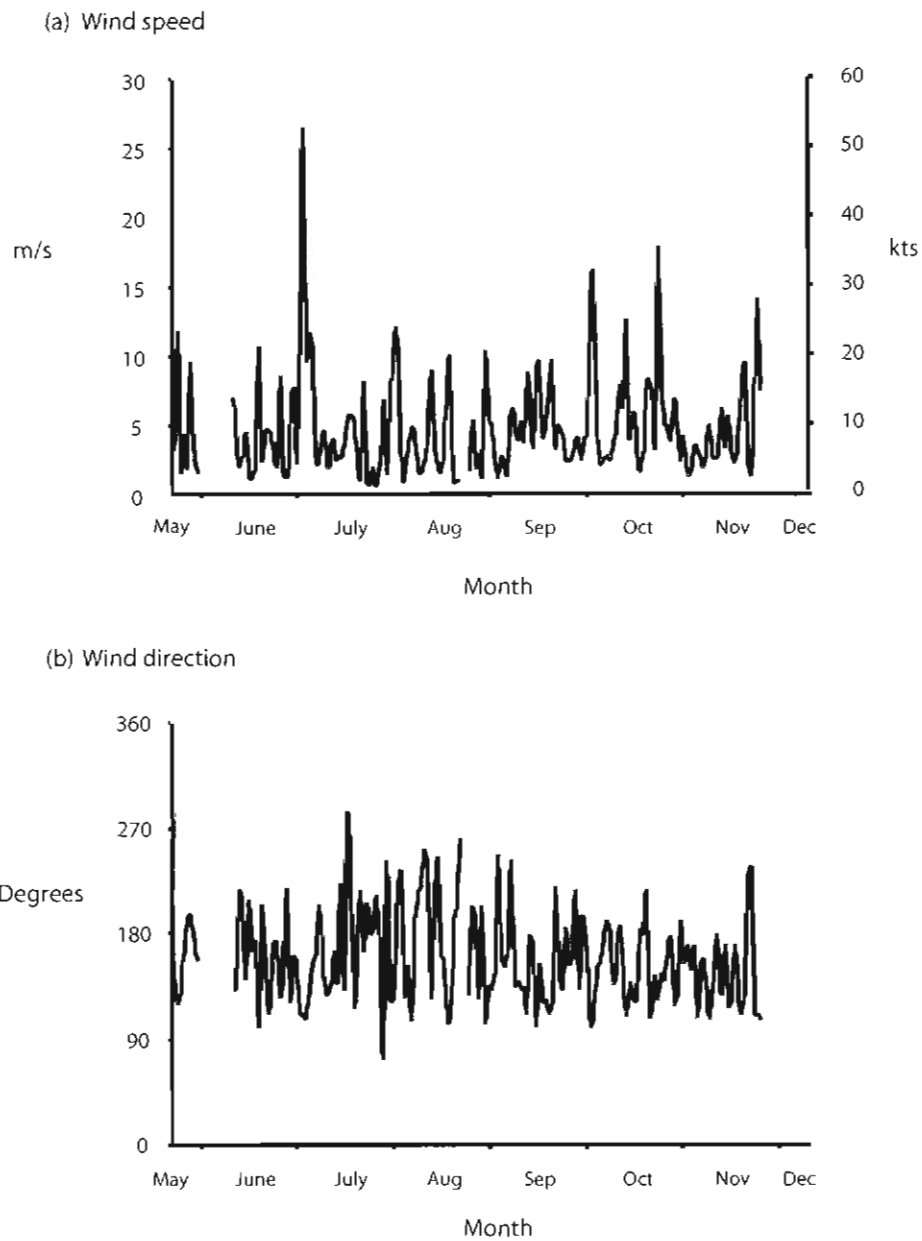 (a) Wind speed
30
25
20
15
10
5
0
m/s
60
50
40
30
20
10
0
kts
May June July Aug Sep Oct Nov Dec
Month
(b) Wind direction
360
270
180
90
0
Degrees
May June July Aug Sep Oct Nov Dec
Month